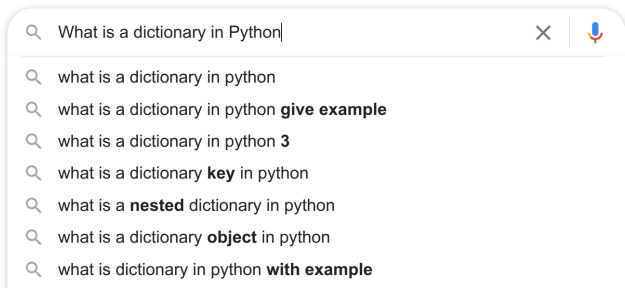 What is a dictionary in Python
what is a dictionary in python
what is a dictionary in python give example
what is a dictionary in python 3
what is a dictionary key in python
what is a nested dictionary in python
what is a dictionary object in python
what is dictionary in python with example